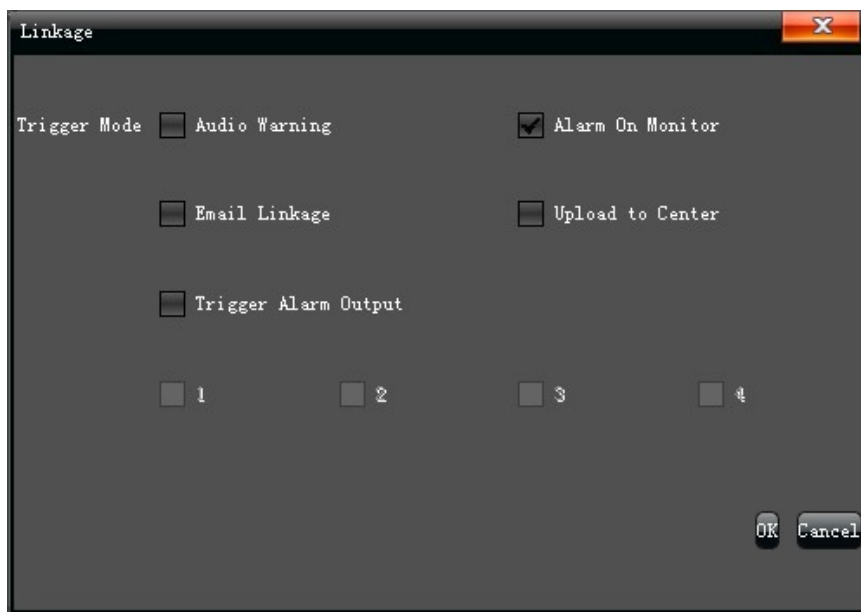 Linkage
Trigger Mode Audio Warning Alarm On Monitor
Email Linkage Upload to Center
Trigger Alarm Output
1 2 3 4
OK Cancel